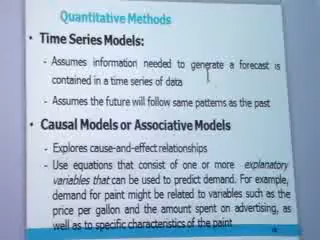 Quantitative Methods
• Time Series Models:
- Assumes information needed to generate a forecast is
contained in a time series of data
- Assumes the future will follow same patterns as the past
• Causal Models or Associative Models
- Explores cause-and-effect relationships
- Use equations that consist of one or more explanatory
variables that can be used to predict demand. For example,
demand for paint might be related to variables such as the
price per gallon and the amount spent on advertising, as
well as to specific characteristics of the paint